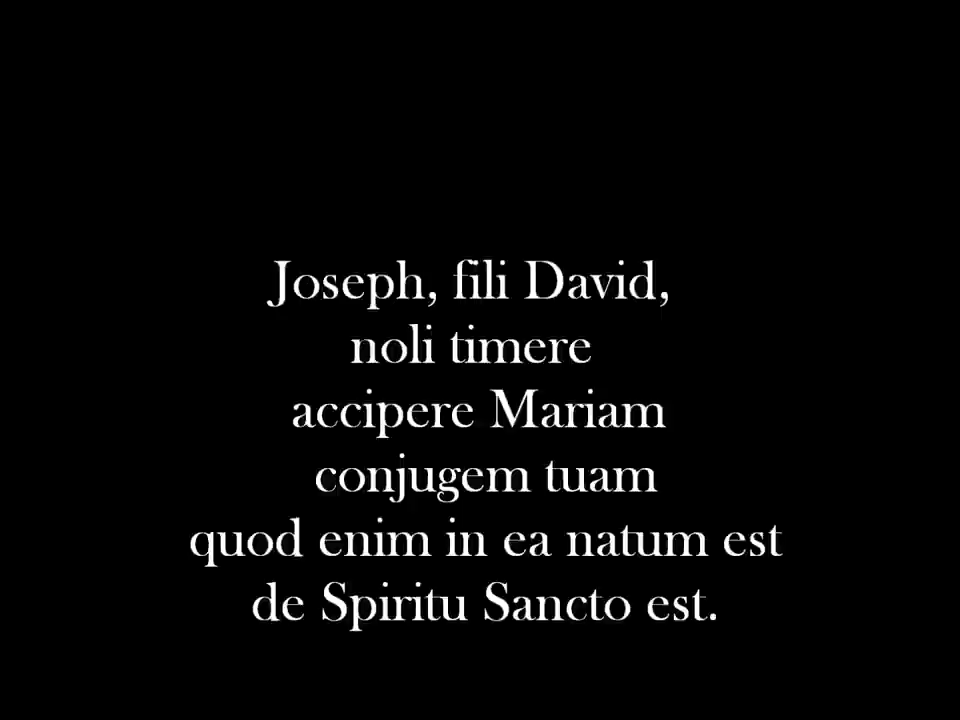 Joseph, fili David,
noli timere
accipere Mariam
conjugem tuam
quod enim in ea natum est
de Spiritu Sancto est.